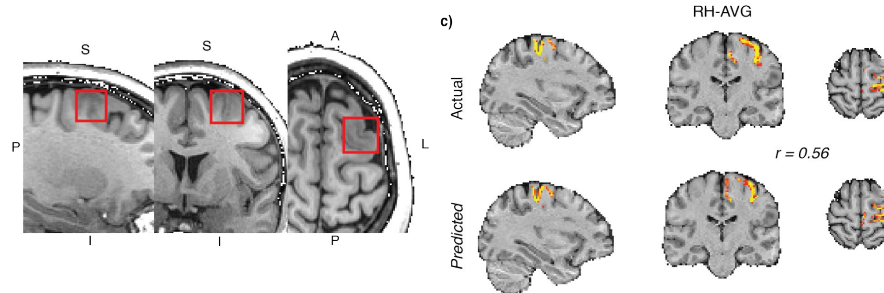 S
S
A
P
L
I
I
P
c)
RH-AVG
Actual
r = 0.56
Predicted